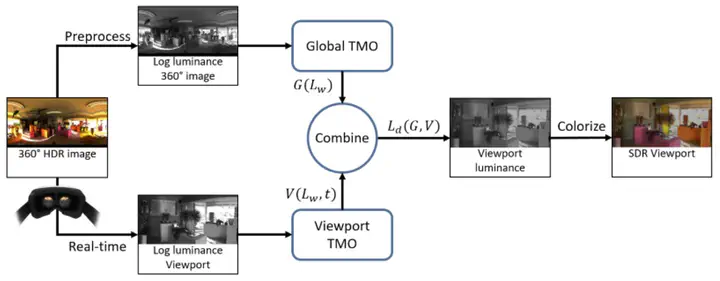 Preprocess
Log luminance
360° image
Global TMO
G(L_w)
360° HDR image
Combine
L_d(G,V)
Viewport
luminance
Colorize
SDR Viewport
V(L_w,t)
Real-time
Log luminance
Viewport
Viewport
TMO